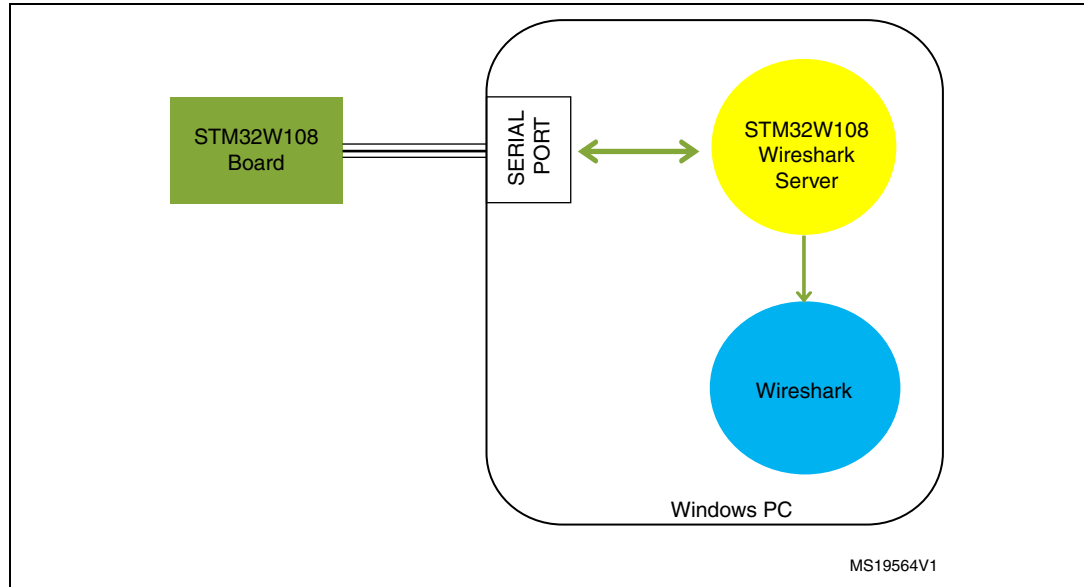 STM32W108
Board
SERIAL
PORT
STM32W108
Wireshark
Server
Wireshark
Windows PC
MS19564V1